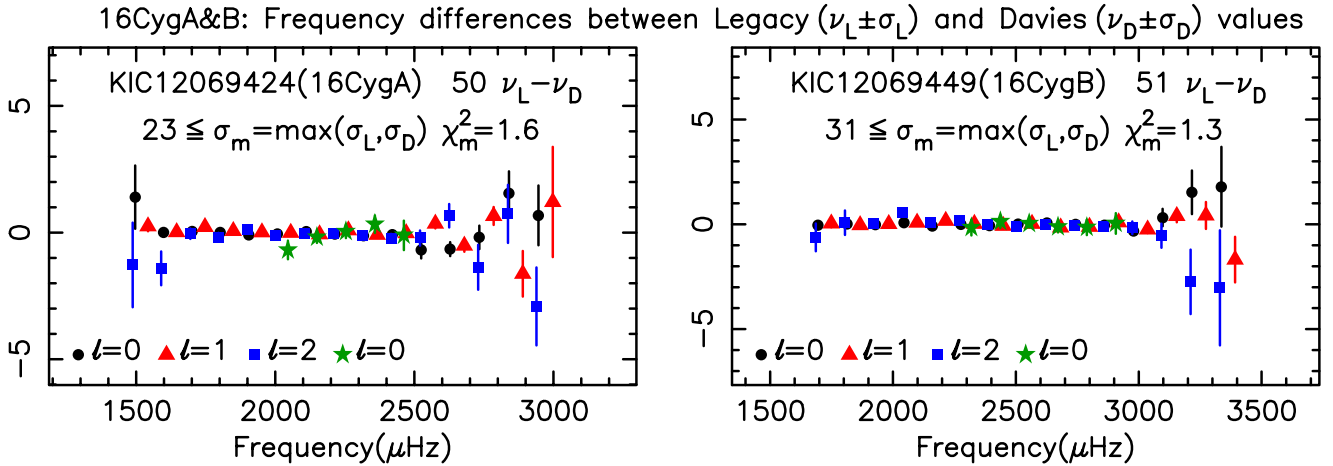 16CygA&B: Frequency differences between Legacy (ν_L±σ_L) and Davies (ν_D±σ_D) values
KIC12069424(16CygA) 50 ν_L−ν_D
23 ≦ σ_m=max(σ_L,σ_D) χ²_m=1.6
5
0
−5
ℓ=0 ℓ=1 ℓ=2 ℓ=0
1500 2000 2500 3000
Frequency(μHz)
KIC12069449(16CygB) 51 ν_L−ν_D
31 ≦ σ_m=max(σ_L,σ_D) χ²_m=1.3
5
0
−5
ℓ=0 ℓ=1 ℓ=2 ℓ=0
1500 2000 2500 3000 3500
Frequency(μHz)